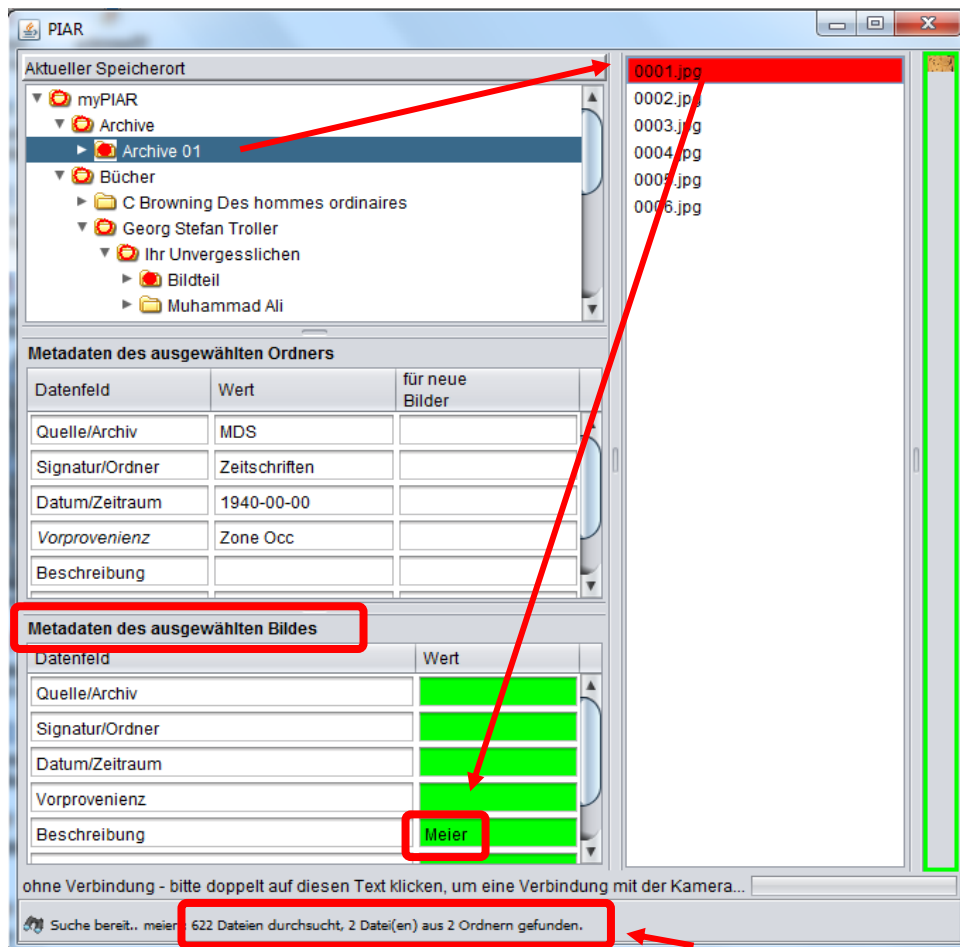 PIAR
Aktueller Speicherort
myPIAR
Archive
Archive 01
Bücher
C Browning Des hommes ordinaires
Georg Stefan Troller
Ihr Unvergesslichen
Bildteil
Muhammad Ali
Metadaten des ausgewählten Ordners
Datenfeld Wert für neue
Bilder
Quelle/Archiv MDS
Signatur/Ordner Zeitschriften
Datum/Zeitraum 1940-00-00
Vorprovenienz Zone Occ
Beschreibung
Metadaten des ausgewählten Bildes
Datenfeld Wert
Quelle/Archiv
Signatur/Ordner
Datum/Zeitraum
Vorprovenienz
Beschreibung Meier
0001.jpg
0002.jpg
0003.jpg
0004.jpg
0005.jpg
0006.jpg
ohne Verbindung - bitte doppelt auf diesen Text klicken, um eine Verbindung mit der Kamera...
Suche bereit.. meier: 622 Dateien durchsucht, 2 Datei(en) aus 2 Ordnern gefunden.